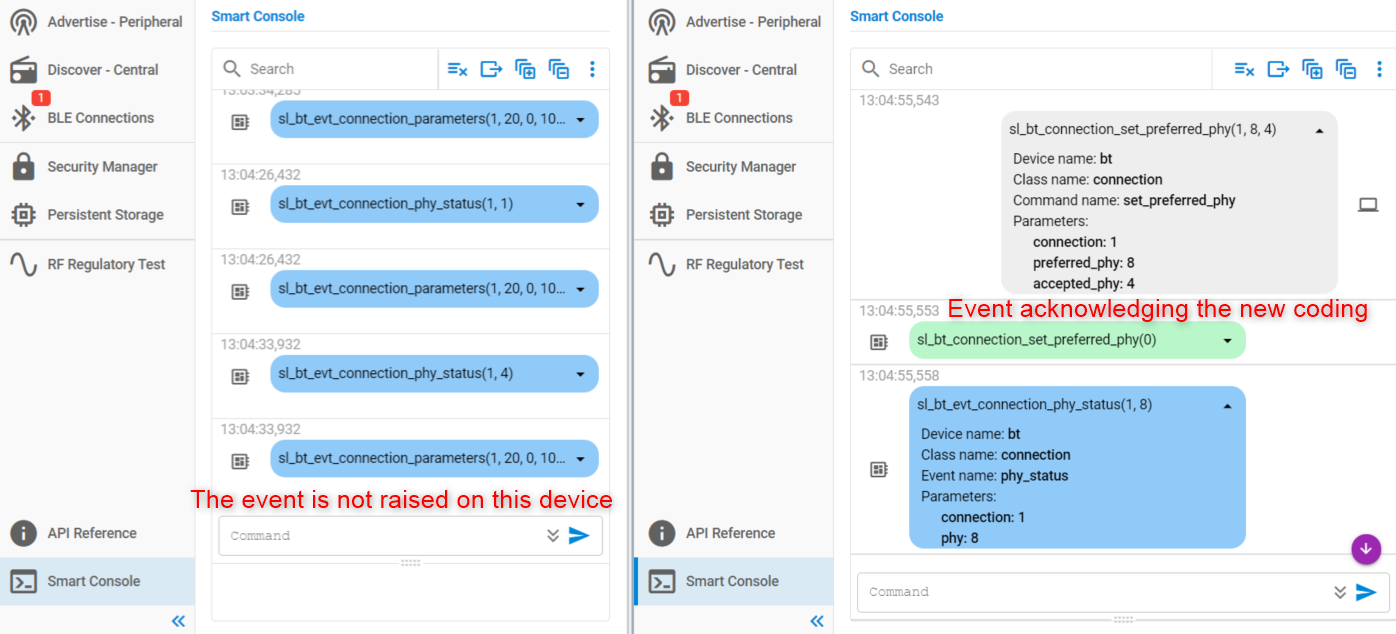 Advertise - Peripheral
Discover - Central
1
BLE Connections
Security Manager
Persistent Storage
RF Regulatory Test
API Reference
Smart Console
Smart Console
Search
13:03:34,285
sl_bt_evt_connection_parameters(1, 20, 0, 10...
13:04:26,432
sl_bt_evt_connection_phy_status(1, 1)
13:04:26,432
sl_bt_evt_connection_parameters(1, 20, 0, 10...
13:04:33,932
sl_bt_evt_connection_phy_status(1, 4)
13:04:33,932
sl_bt_evt_connection_parameters(1, 20, 0, 10...
The event is not raised on this device
Command
Advertise - Peripheral
Discover - Central
1
BLE Connections
Security Manager
Persistent Storage
RF Regulatory Test
API Reference
Smart Console
Smart Console
Search
13:04:55,543
sl_bt_connection_set_preferred_phy(1, 8, 4)
Device name: bt
Class name: connection
Command name: set_preferred_phy
Parameters:
connection: 1
preferred_phy: 8
accepted_phy: 4
13:04:55,553
Event acknowledging the new coding
sl_bt_connection_set_preferred_phy(0)
13:04:55,558
sl_bt_evt_connection_phy_status(1, 8)
Device name: bt
Class name: connection
Event name: phy_status
Parameters:
connection: 1
phy: 8
Command